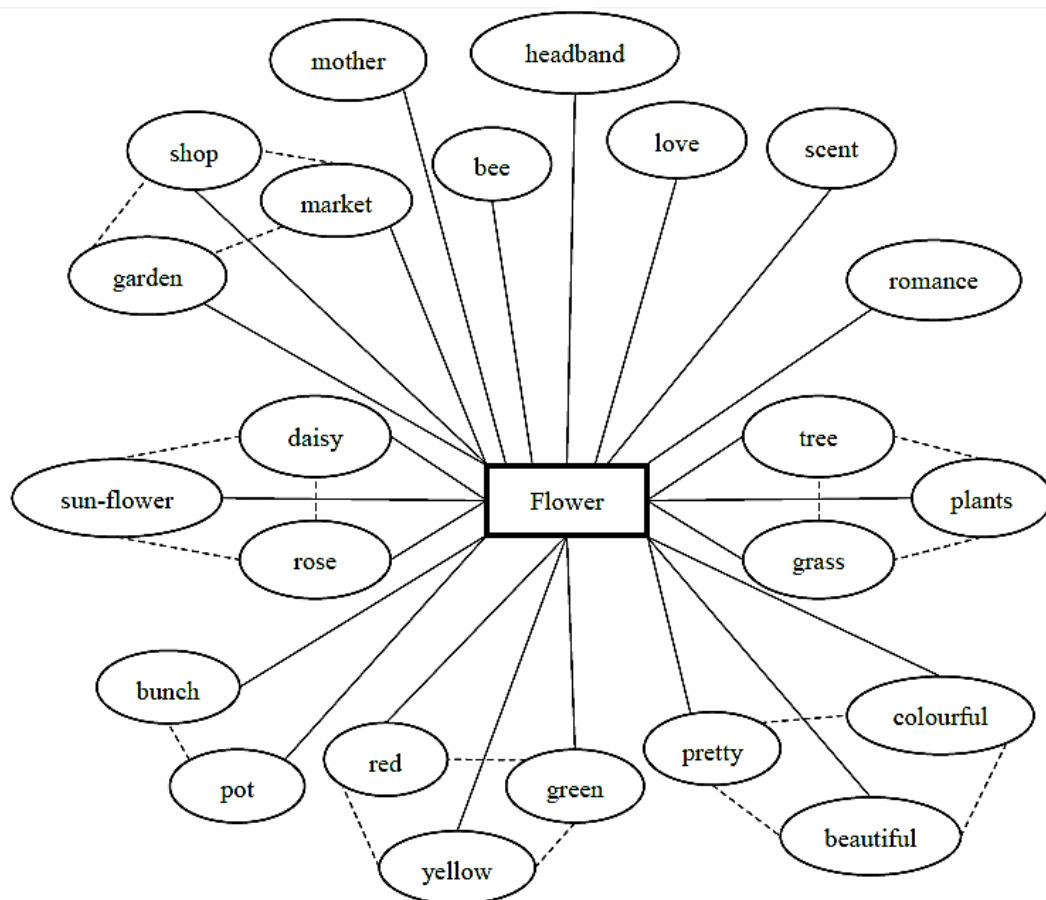 headband
mother
love
scent
shop
bee
market
garden
romance
daisy
tree
sun-flower
Flower
plants
rose
grass
bunch
colourful
pretty
red
pot
green
beautiful
yellow